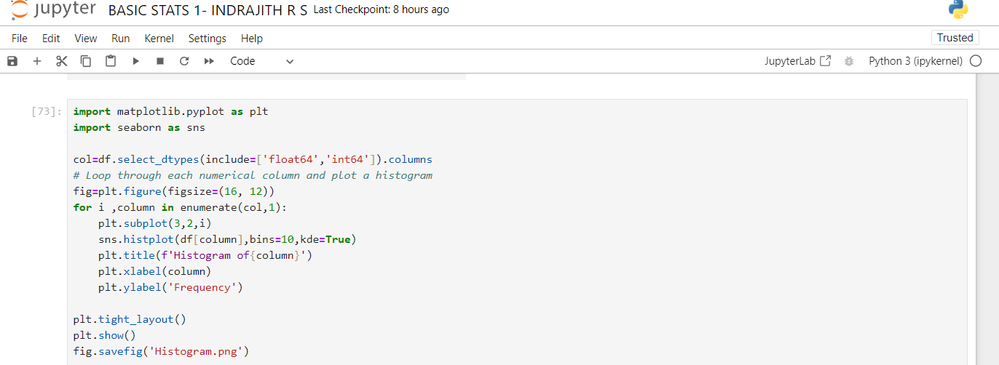 jupyter BASIC STATS 1- INDRAJITH R S Last Checkpoint: 8 hours ago
File Edit View Run Kernel Settings Help Trusted
Code JupyterLab Python 3 (ipykernel)
[73]: import matplotlib.pyplot as plt
import seaborn as sns
col=df.select_dtypes(include=['float64','int64']).columns
# Loop through each numerical column and plot a histogram
fig=plt.figure(figsize=(16, 12))
for i ,column in enumerate(col,1):
    plt.subplot(3,2,i)
    sns.histplot(df[column],bins=10,kde=True)
    plt.title(f'Histogram of{column}')
    plt.xlabel(column)
    plt.ylabel('Frequency')
plt.tight_layout()
plt.show()
fig.savefig('Histogram.png')